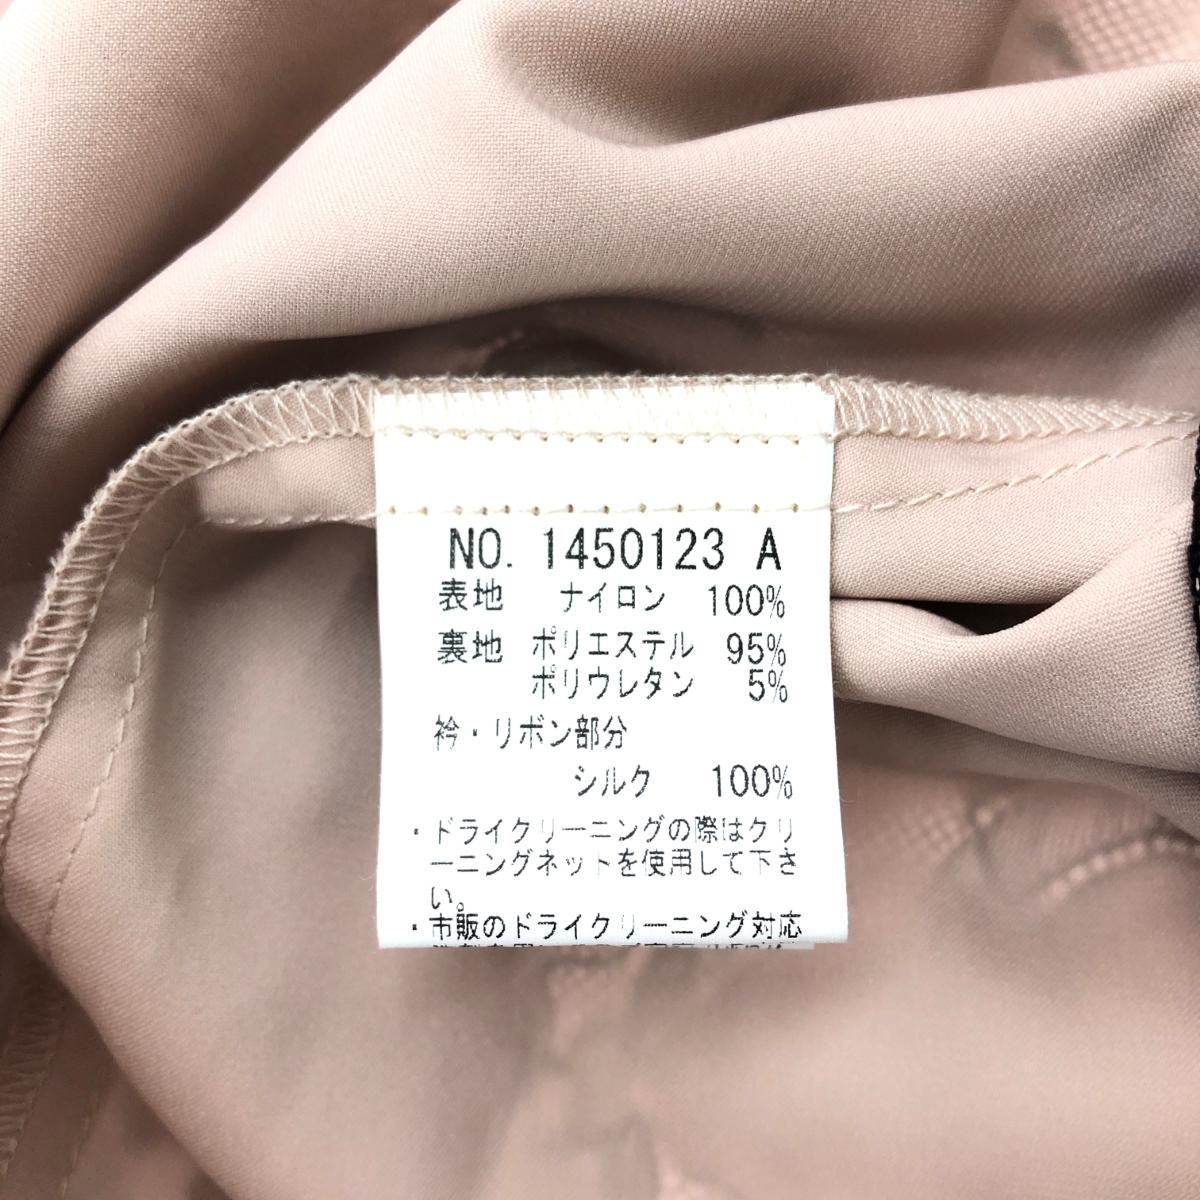 NO. 1450123 A
表地 ナイロン 100%
裏地 ポリエステル 95%
ポリウレタン 5%
衿・リボン部分
シルク 100%
・ドライクリーニングの際はクリ
ーニングネットを使用して下さ
い。
・市販のドライクリーニング対応